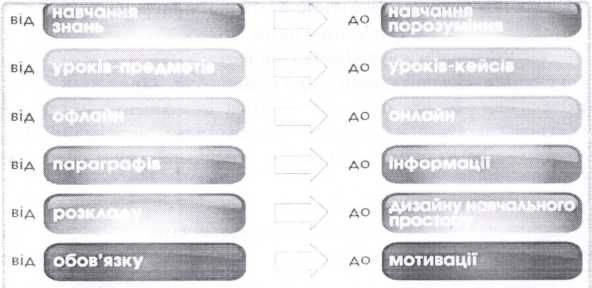 від навчання знань до навчання порозуміння
від уроків-предметів до уроків-кейсів
від офлайн до онлайн
від параграфів до інформації
від розкладу до дизайну навчального простору
від обов'язку до мотивації